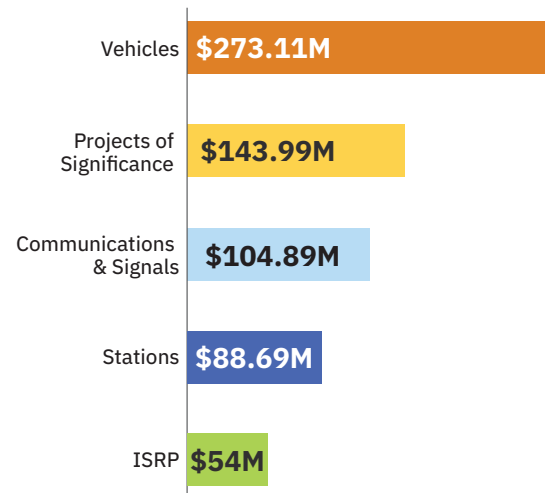 Vehicles $273.11M
Projects of
Significance
$143.99M
Communications
& Signals
$104.89M
Stations $88.69M
ISRP $54M